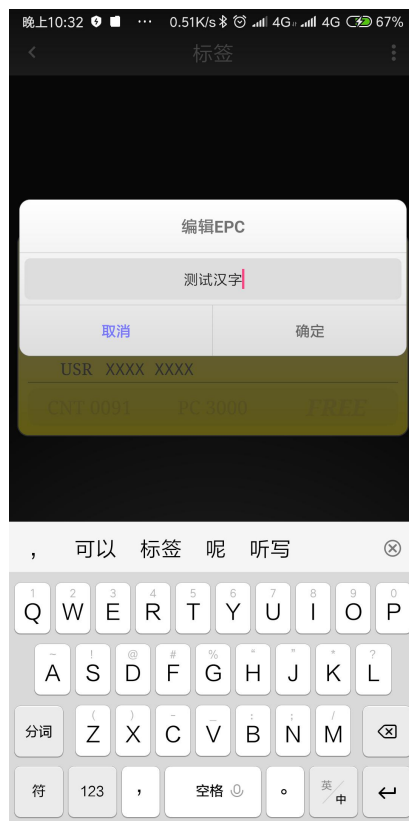 晚上10:32 ··· 0.51K/s 4G 4G 67%
标签
编辑EPC
测试汉字
取消 确定
USR XXXX XXXX
CNT 0091 PC 3000 FREE
， 可以 标签 呢 听写
1 2 3 4 5 6 7 8 9 0
Q W E R T Y U I O P
~ ! @ # % “ ” * ?
A S D F G H J K L
( ) - _ : ; /
分词 Z X C V B N M
符 123 ， 空格 。 英/中